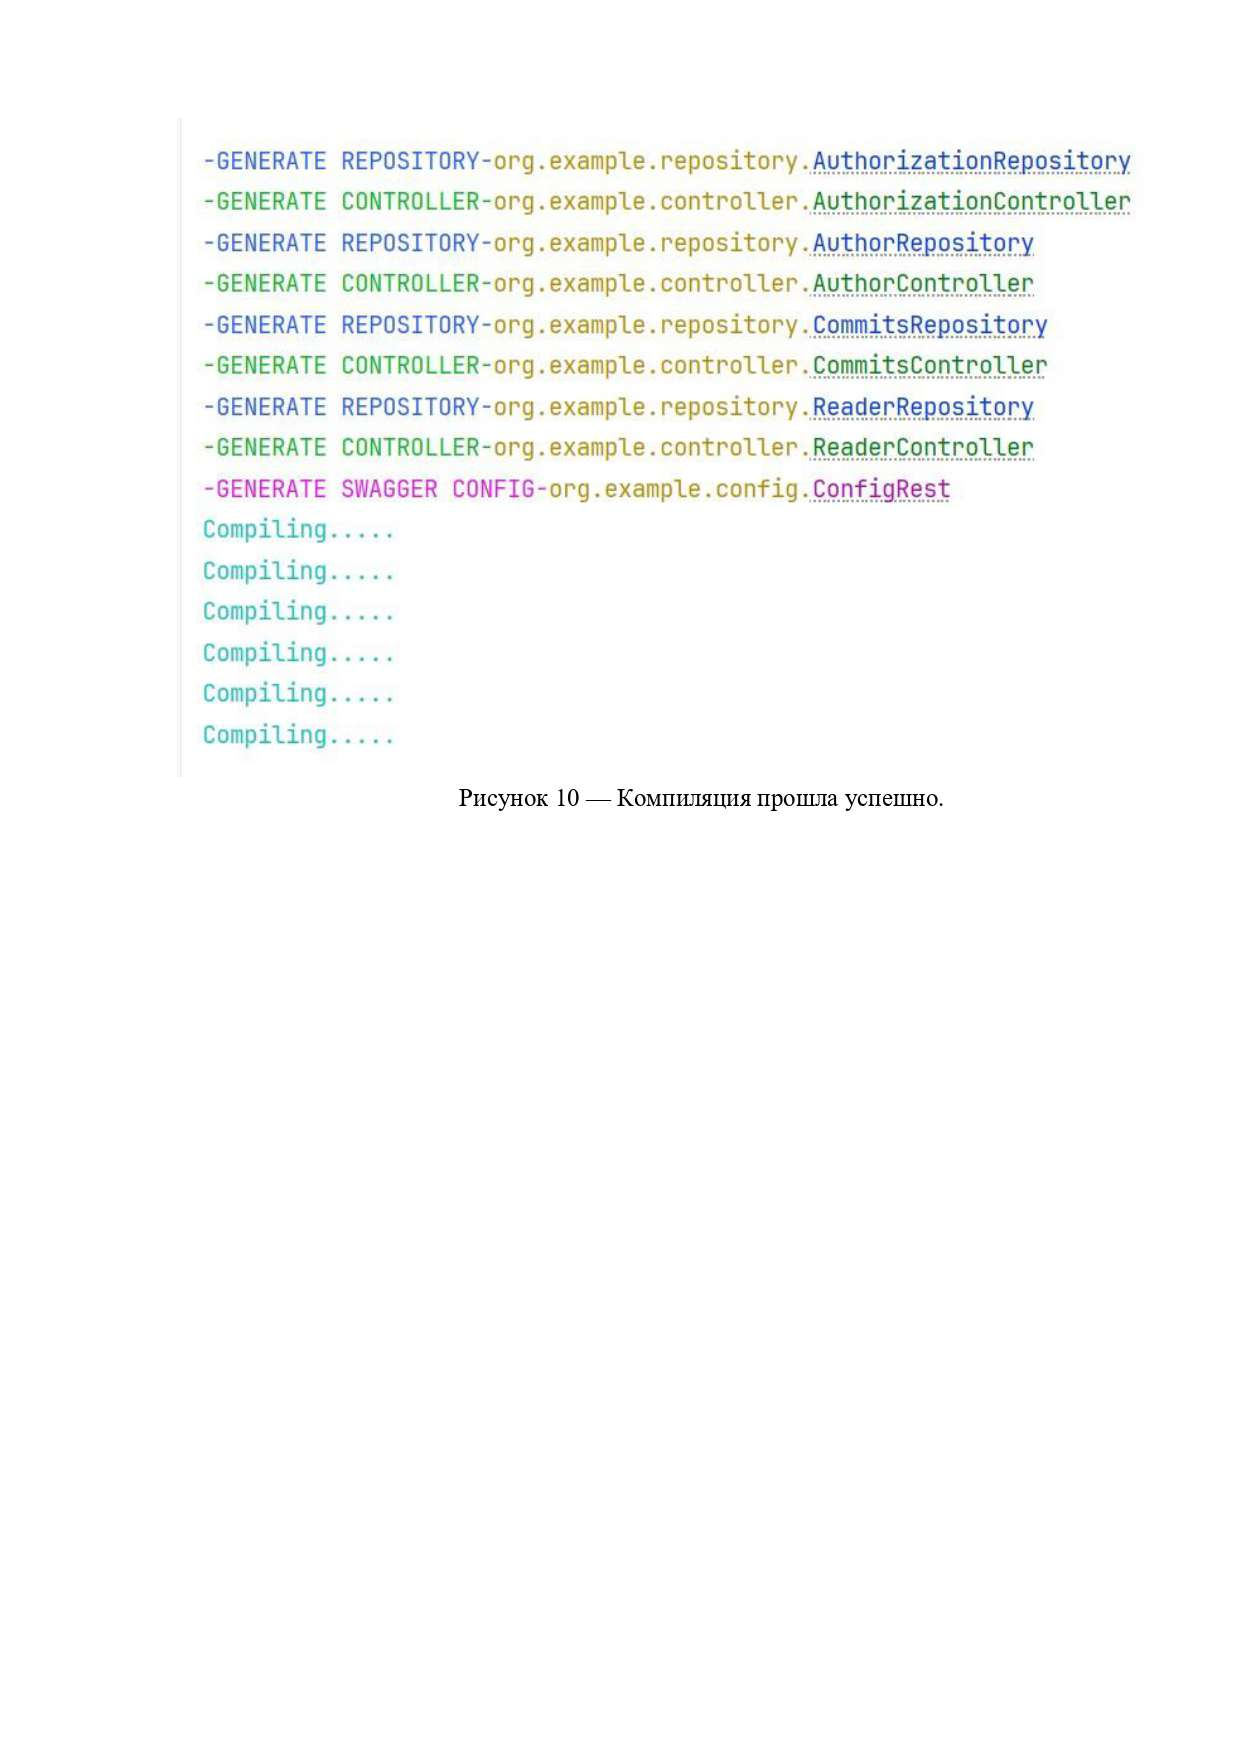 -GENERATE REPOSITORY-org.example.repository.AuthorizationRepository
-GENERATE CONTROLLER-org.example.controller.AuthorizationController
-GENERATE REPOSITORY-org.example.repository.AuthorRepository
-GENERATE CONTROLLER-org.example.controller.AuthorController
-GENERATE REPOSITORY-org.example.repository.CommitsRepository
-GENERATE CONTROLLER-org.example.controller.CommitsController
-GENERATE REPOSITORY-org.example.repository.ReaderRepository
-GENERATE CONTROLLER-org.example.controller.ReaderController
-GENERATE SWAGGER CONFIG-org.example.config.ConfigRest
Compiling.....
Compiling.....
Compiling.....
Compiling.....
Compiling.....
Compiling.....
Рисунок 10 — Компиляция прошла успешно.